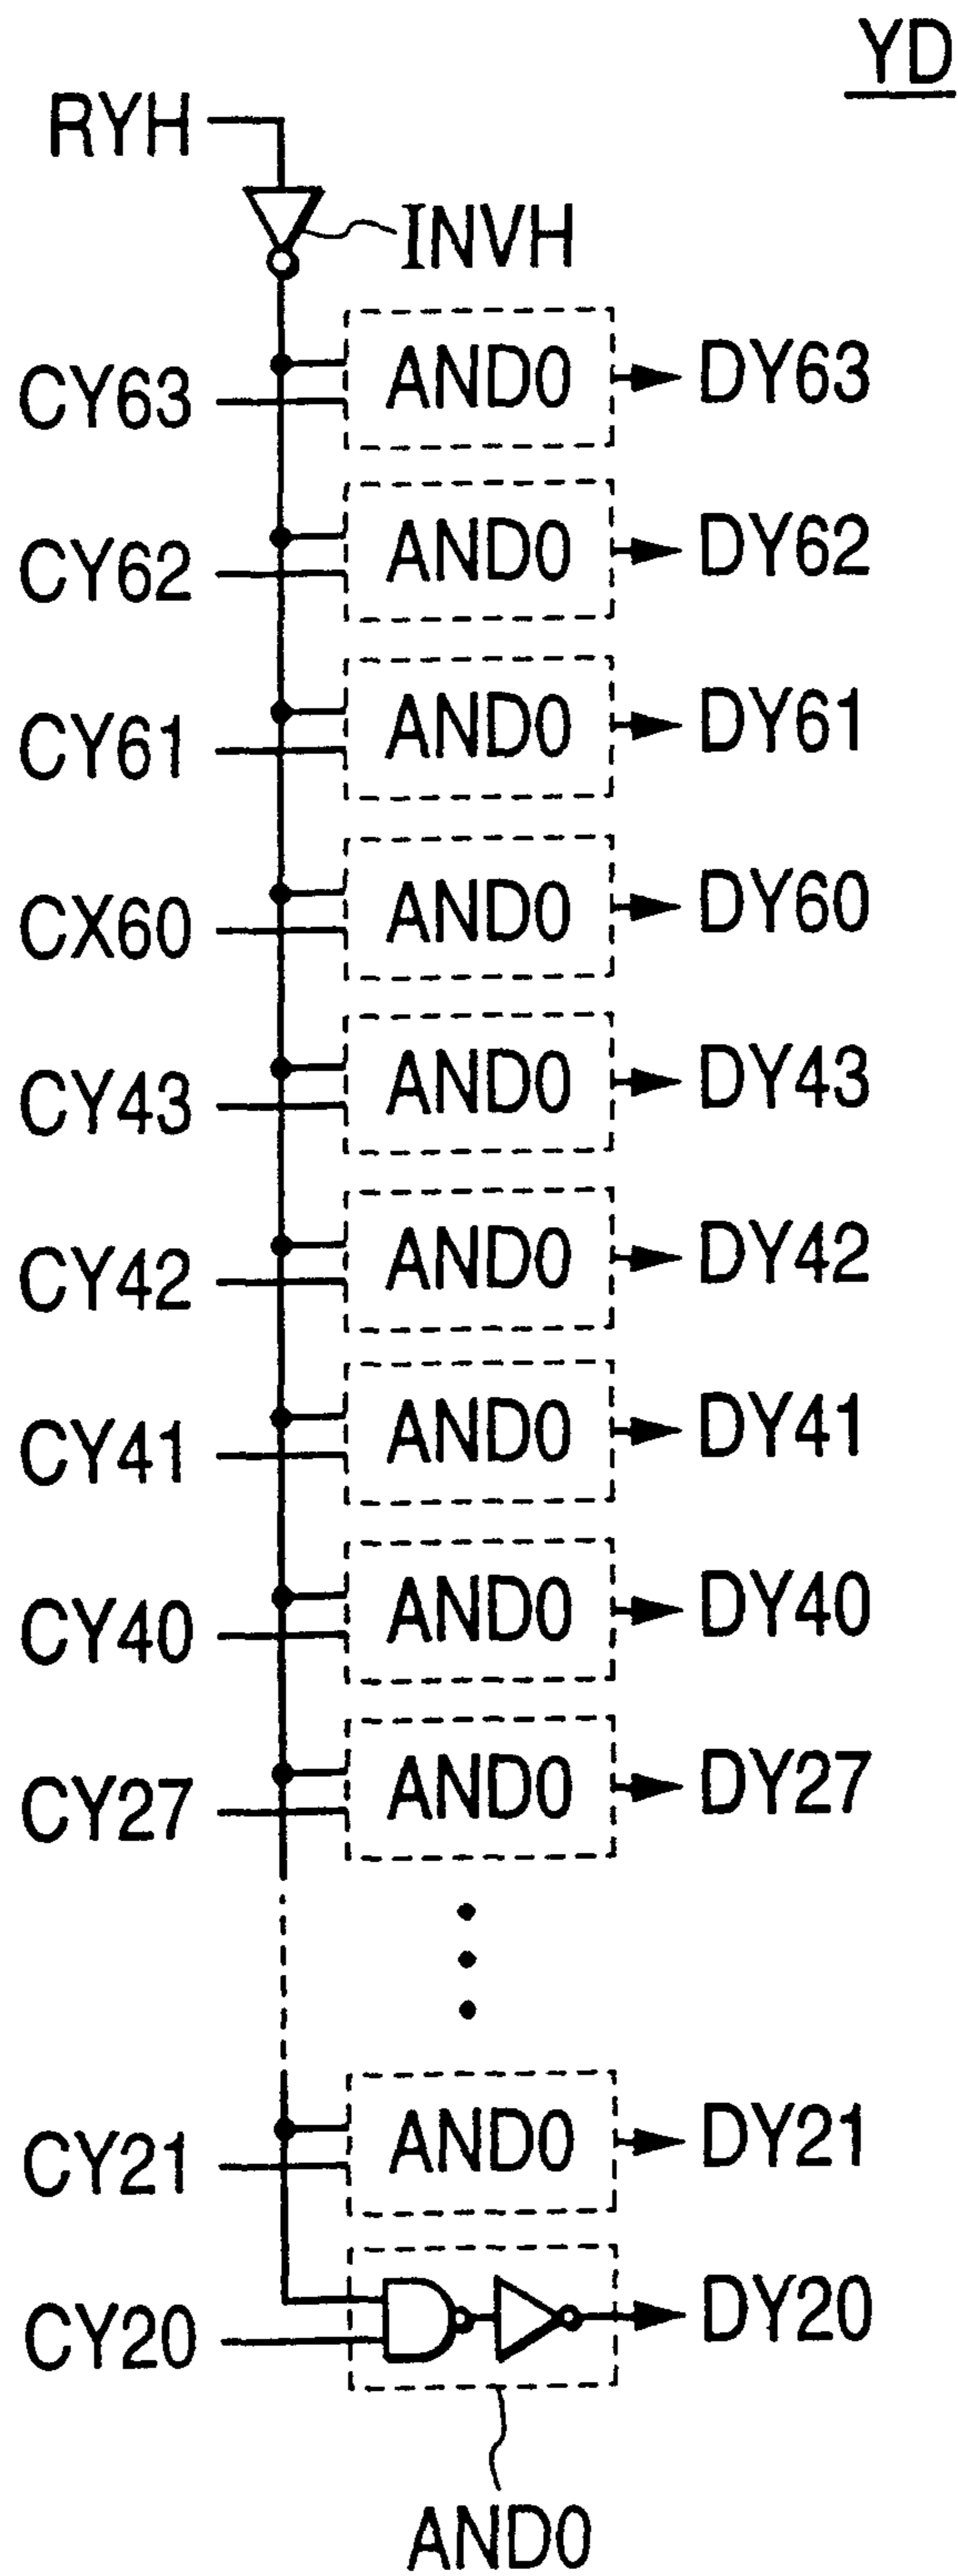 YD
RYH
INVH
CY63 AND0 DY63
CY62 AND0 DY62
CY61 AND0 DY61
CX60 AND0 DY60
CY43 AND0 DY43
CY42 AND0 DY42
CY41 AND0 DY41
CY40 AND0 DY40
CY27 AND0 DY27
CY21 AND0 DY21
CY20 DY20
AND0